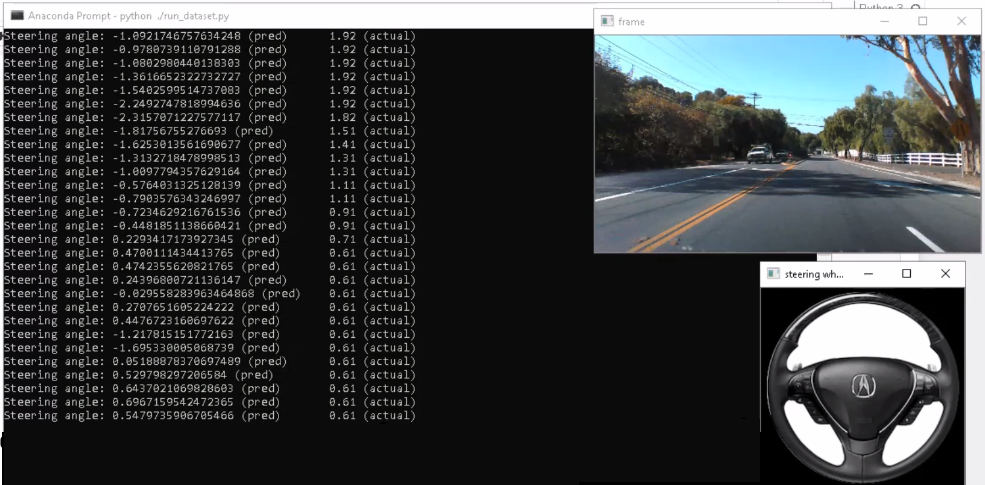 Anaconda Prompt - python ./run_dataset.py
Steering angle: -1.0921746757634248 (pred) 1.92 (actual)
Steering angle: -0.9780739110791288 (pred) 1.92 (actual)
Steering angle: -1.0802980440138303 (pred) 1.92 (actual)
Steering angle: -1.3616652322732727 (pred) 1.92 (actual)
Steering angle: -1.5402599514737083 (pred) 1.92 (actual)
Steering angle: -2.2492747818994636 (pred) 1.92 (actual)
Steering angle: -2.3157071227577117 (pred) 1.82 (actual)
Steering angle: -1.81756755276693 (pred) 1.51 (actual)
Steering angle: -1.6253013561690677 (pred) 1.41 (actual)
Steering angle: -1.3132718478998513 (pred) 1.31 (actual)
Steering angle: -1.0097794357629164 (pred) 1.31 (actual)
Steering angle: -0.5764031325128139 (pred) 1.11 (actual)
Steering angle: -0.7903576343246997 (pred) 1.11 (actual)
Steering angle: -0.7234629216761536 (pred) 0.91 (actual)
Steering angle: -0.4481851138660421 (pred) 0.91 (actual)
Steering angle: 0.2293417173927345 (pred) 0.71 (actual)
Steering angle: 0.4700111434413765 (pred) 0.61 (actual)
Steering angle: 0.4742355620821765 (pred) 0.61 (actual)
Steering angle: 0.24396800721136147 (pred) 0.61 (actual)
Steering angle: -0.029558283963464868 (pred) 0.61 (actual)
Steering angle: 0.2707651605224222 (pred) 0.61 (actual)
Steering angle: 0.4476723160697622 (pred) 0.61 (actual)
Steering angle: -1.217815151772163 (pred) 0.61 (actual)
Steering angle: -1.695330005068739 (pred) 0.61 (actual)
Steering angle: 0.05188878370697489 (pred) 0.61 (actual)
Steering angle: 0.529798297206584 (pred) 0.61 (actual)
Steering angle: 0.6437021069828603 (pred) 0.61 (actual)
Steering angle: 0.6967159542472365 (pred) 0.61 (actual)
Steering angle: 0.5479735906705466 (pred) 0.61 (actual)
Python 3
frame
steering wh...